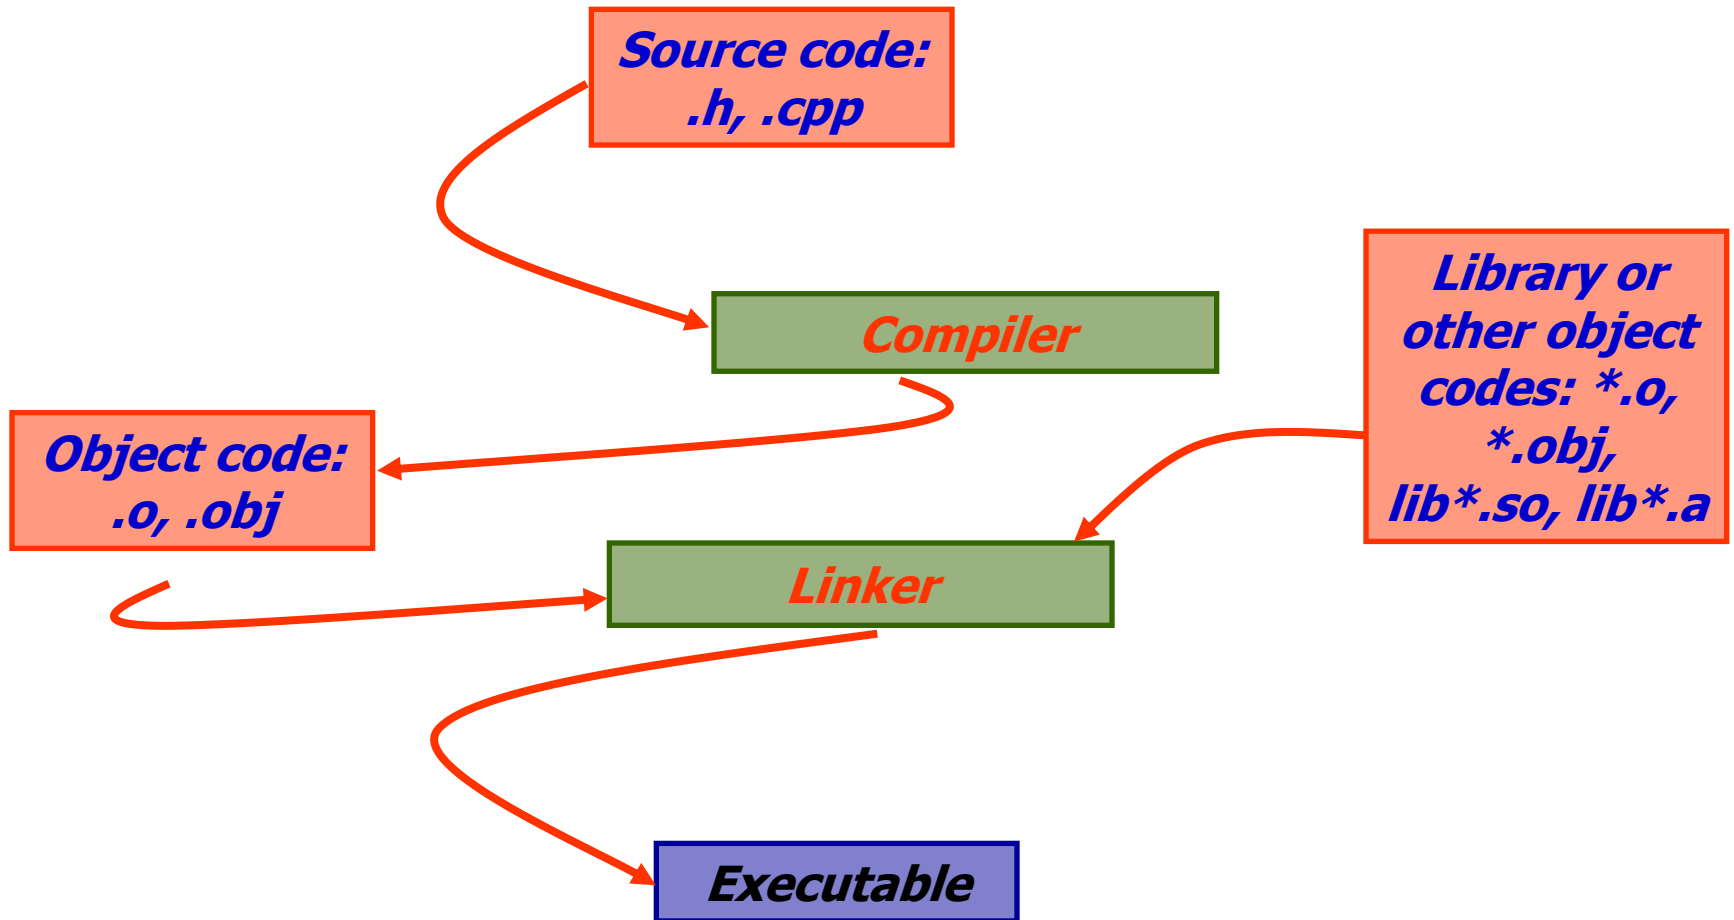 Source code:
.h, .cpp
Compiler
Library or
other object
codes: *.o,
*.obj,
lib*.so, lib*.a
Object code:
.o, .obj
Linker
Executable